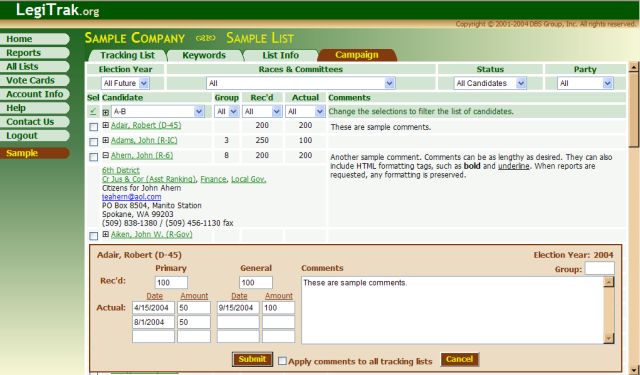 LegiTrak.org
Copyright © 2001-2004 DBS Group, Inc. All rights reserved.
Home
Reports
All Lists
Vote Cards
Account Info
Help
Contact Us
Logout
Sample
SAMPLE COMPANY SAMPLE LIST
Tracking List Keywords List Info Campaign
Election Year Races & Committees Status Party
All Future All All Candidates All
Sel Candidate Group Rec'd Actual Comments
A-B All All All Change the selections to filter the list of candidates.
Adair, Robert (D-45) 200 200 These are sample comments.
Adams, John (R-IC) 3 250 100
Ahern, John (R-6) 8 200 200 Another sample comment. Comments can be as lengthy as desired. They can also
include HTML formatting tags, such as bold and underline. When reports are
requested, any formatting is preserved.
6th District
Cr Jus & Cor (Asst Ranking), Finance, Local Gov,
Citizens for John Ahern
jeahern@aol.com
PO Box 8504, Manito Station
Spokane, WA 99203
(509) 838-1380 / (509) 456-1130 fax
Aiken, John W. (R-Gov)
Adair, Robert (D-45) Election Year: 2004
Primary General Comments Group:
Rec'd: 100 100 These are sample comments.
Date Amount Date Amount
Actual: 4/15/2004 50 9/15/2004 100
8/1/2004 50
Submit Apply comments to all tracking lists Cancel